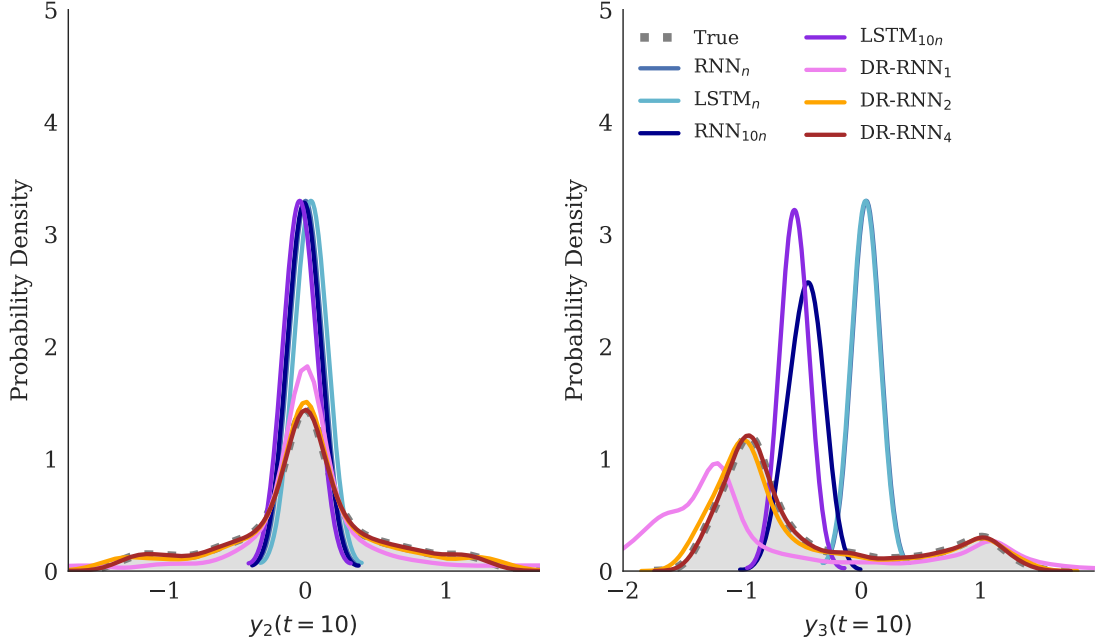 5
4
3
2
1
0
Probability Density
−1
0
1
y₂(t = 10)
5
4
3
2
1
0
Probability Density
−2
−1
0
1
y₃(t = 10)
True
RNNₙ
LSTMₙ
RNN₁₀ₙ
LSTM₁₀ₙ
DR-RNN₁
DR-RNN₂
DR-RNN₄